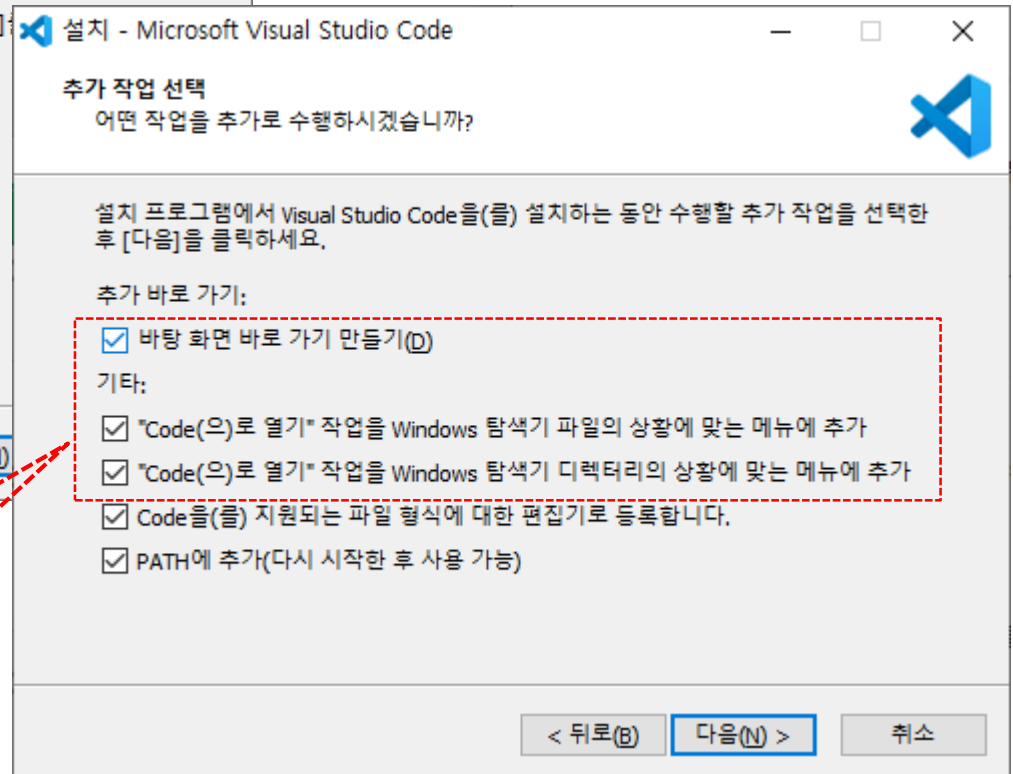 설치 - Microsoft Visual Studio Code
추가 작업 선택
어떤 작업을 추가로 수행하시겠습니까?
설치 프로그램에서 Visual Studio Code을(를) 설치하는 동안 수행할 추가 작업을 선택한
후 [다음]을 클릭하세요.
추가 바로 가기:
바탕 화면 바로 가기 만들기(D)
기타:
"Code(으)로 열기" 작업을 Windows 탐색기 파일의 상황에 맞는 메뉴에 추가
"Code(으)로 열기" 작업을 Windows 탐색기 디렉터리의 상황에 맞는 메뉴에 추가
Code을(를) 지원되는 파일 형식에 대한 편집기로 등록합니다.
PATH에 추가(다시 시작한 후 사용 가능)
< 뒤로(B) 다음(N) > 취소